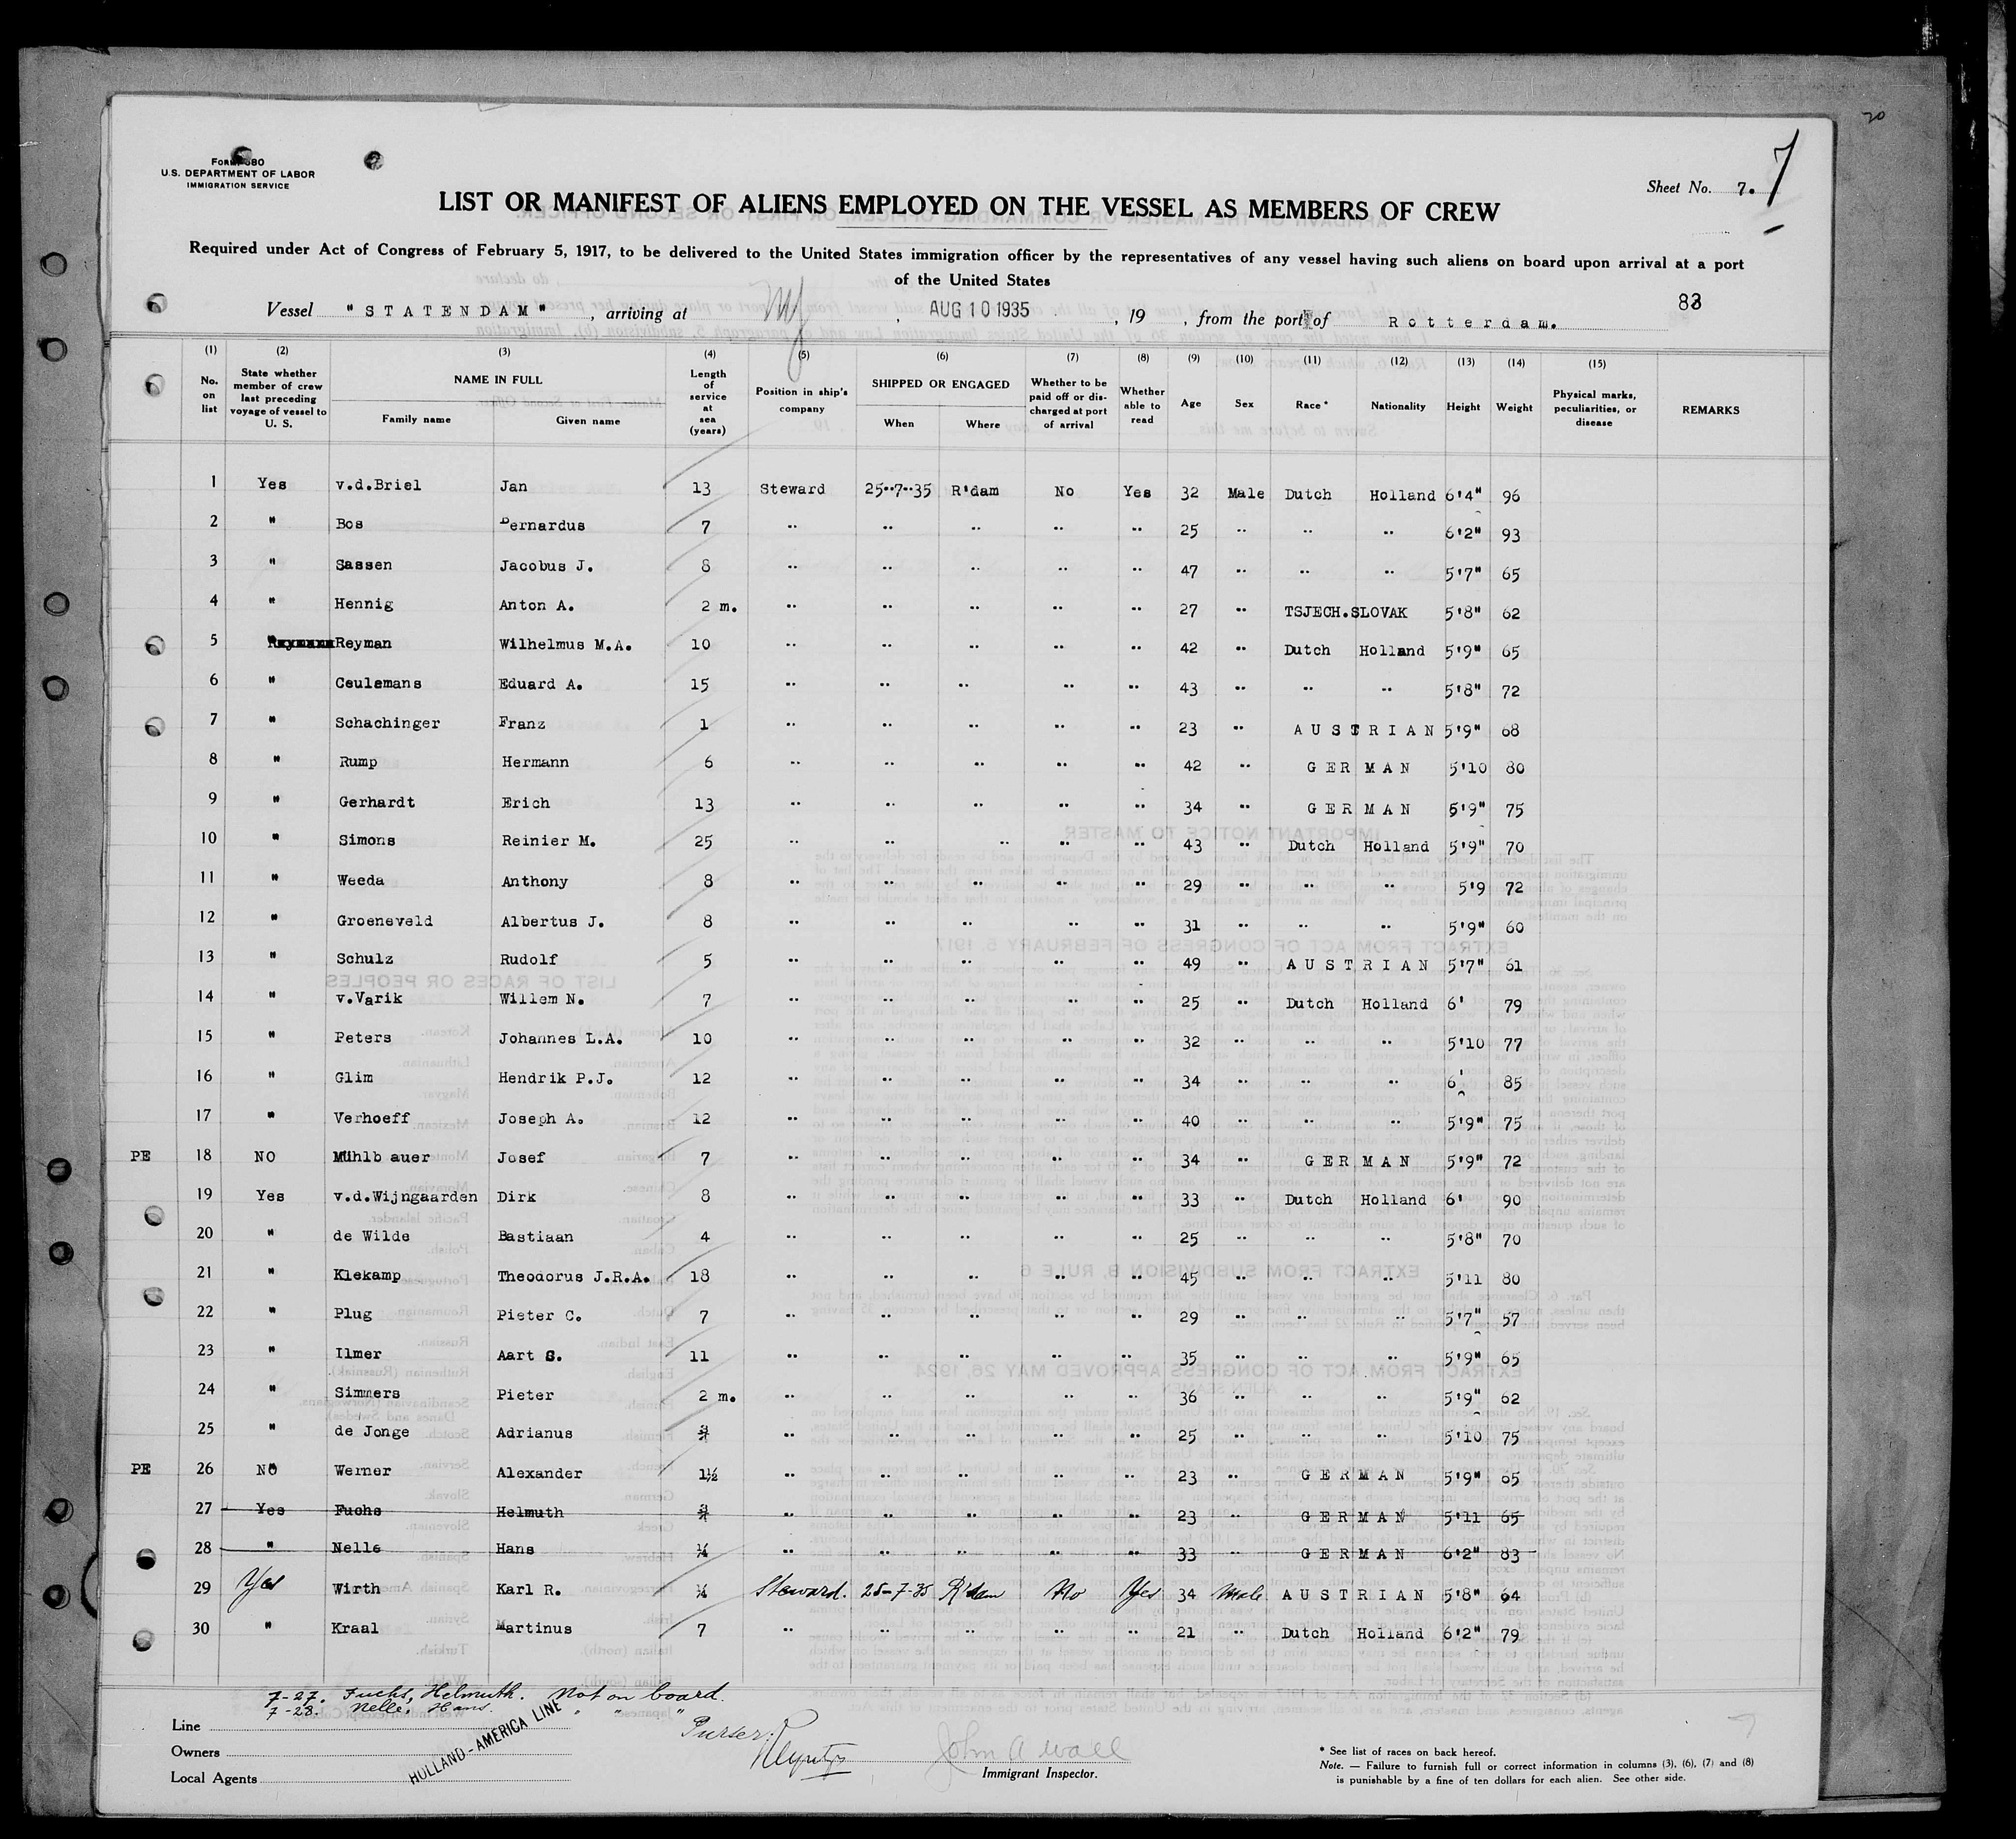 20
Form 680
U.S. DEPARTMENT OF LABOR
IMMIGRATION SERVICE
Sheet No. 7. 7
LIST OR MANIFEST OF ALIENS EMPLOYED ON THE VESSEL AS MEMBERS OF CREW
Required under Act of Congress of February 5, 1917, to be delivered to the United States immigration officer by the representatives of any vessel having such aliens on board upon arrival at a port
of the United States
83
Vessel "STATENDAM", arriving at NY, AUG 10 1935, 19 , from the port of Rotterdam.
(1) (2) (3) (4) (5) (6) (7) (8) (9) (10) (11) (12) (13) (14) (15)
No. on list State whether member of crew last preceding voyage of vessel to U. S. NAME IN FULL Family name Given name Length of service at sea (years) Position in ship's company SHIPPED OR ENGAGED When Where Whether to be paid off or discharged at port of arrival Whether able to read Age Sex Race* Nationality Height Weight Physical marks, peculiarities, or disease REMARKS
1 Yes v.d.Briel Jan 13 Steward 25-7-35 R'dam No Yes 32 Male Dutch Holland 6'4" 96
2 " Bos Bernardus 7 " " " " " 25 " " " 6'2" 93
3 " Sassen Jacobus J. 8 " " " " " 47 " " " 5'7" 65
4 " Hennig Anton A. 2 m. " " " " " 27 " TSJECH.SLOVAK 5'8" 62
5 " Reyman Wilhelmus M.A. 10 " " " " " 42 " Dutch Holland 5'9" 65
6 " Ceulemans Eduard A. 15 " " " " " 43 " " " 5'8" 72
7 " Schachinger Franz 1 " " " " " 23 " AUSTRIAN 5'9" 68
8 " Rump Hermann 6 " " " " " 42 " GERMAN 5'10 80
9 " Gerhardt Erich 13 " " " " " 34 " GERMAN 5'9" 75
10 " Simons Reinier M. 25 " " " " " 43 " Dutch Holland 5'9" 70
11 " Weeda Anthony 8 " " " " " 29 " " " 5'9 72
12 " Groeneveld Albertus J. 8 " " " " " 31 " " " 5'9" 60
13 " Schulz Rudolf 5 " " " " " 49 " AUSTRIAN 5'7" 61
14 " v.Varik Willem N. 7 " " " " " 25 " Dutch Holland 6' 79
15 " Peters Johannes L.A. 10 " " " " " 32 " " " 5'10 77
16 " Glim Hendrik P.J. 12 " " " " " 34 " " " 6' 85
17 " Verhoeff Joseph A. 12 " " " " " 40 " " " 5'9" 75
PE 18 NO Mühlbauer Josef 7 " " " " " 34 " GERMAN 5'9" 72
19 Yes v.d.Wijngaarden Dirk 8 " " " " " 33 " Dutch Holland 6' 90
20 " de Wilde Bastiaan 4 " " " " " 25 " " " 5'8" 70
21 " Klekamp Theodorus J.R.A. 18 " " " " " 45 " " " 5'11 80
22 " Plug Pieter C. 7 " " " " " 29 " " " 5'7" 57
23 " Ilmer Aart G. 11 " " " " " 35 " " " 5'9" 65
24 " Simmers Pieter 2 m. " " " " " 36 " " " 5'9" 62
25 " de Jonge Adrianus " " " " " 25 " " " 5'10 75
PE 26 NO Werner Alexander 1½ " " " " " 23 " GERMAN 5'9" 65
27 Yes Fuchs Helmuth " " " " " 23 " GERMAN 5'11 65
28 " Nelle Hans ¼ " " " " " 33 " GERMAN 6'2" 83
29 Yes Wirth Karl R. ¼ Steward. 25-7-35 R'dam No Yes 34 Male AUSTRIAN 5'8" 64
30 " Kraal Martinus 7 " " " " " 21 " Dutch Holland 6'2" 79
7-27. Fuchs, Helmuth. Not on board.
7-28. Nelle, Hans. " " "
Line
Owners
Local Agents
HOLLAND-AMERICA LINE
Purser:
John A Wall
Immigrant Inspector.
* See list of races on back hereof.
Note. — Failure to furnish full or correct information in columns (3), (6), (7) and (8)
is punishable by a fine of ten dollars for each alien. See other side.